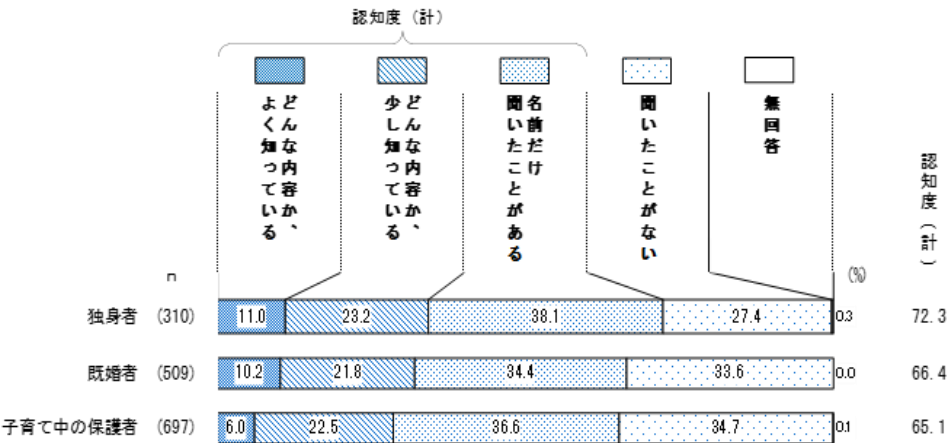 認知度（計）
どんな内容か、
よく知っている
どんな内容か、
少し知っている
名前だけ
聞いたことがある
聞いたことがない
無回答
認知度（計）
n
(%)
独身者 (310) 11.0 23.2 38.1 27.4 0.3 72.3
既婚者 (509) 10.2 21.8 34.4 33.6 0.0 66.4
子育て中の保護者 (697) 6.0 22.5 36.6 34.7 0.1 65.1